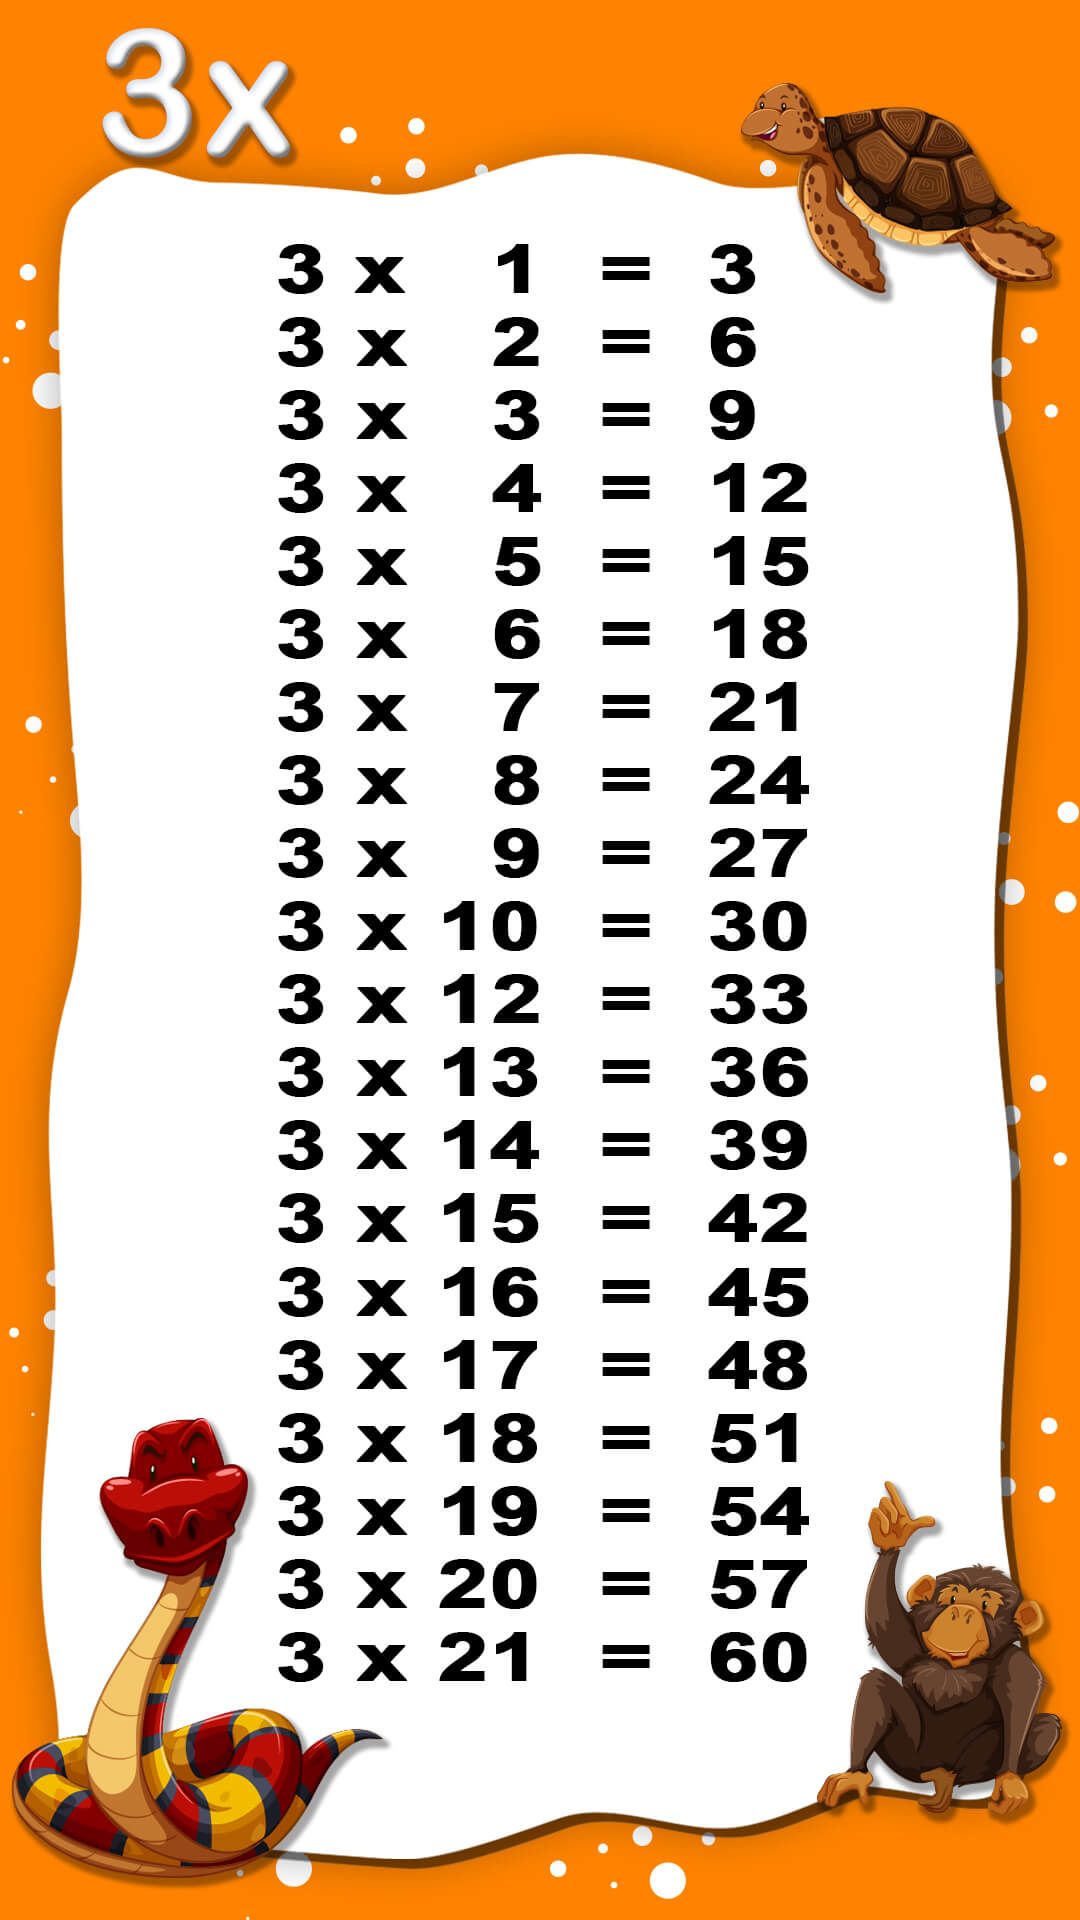 3x
3 x 1 = 3
3 x 2 = 6
3 x 3 = 9
3 x 4 = 12
3 x 5 = 15
3 x 6 = 18
3 x 7 = 21
3 x 8 = 24
3 x 9 = 27
3 x 10 = 30
3 x 12 = 33
3 x 13 = 36
3 x 14 = 39
3 x 15 = 42
3 x 16 = 45
3 x 17 = 48
3 x 18 = 51
3 x 19 = 54
3 x 20 = 57
3 x 21 = 60